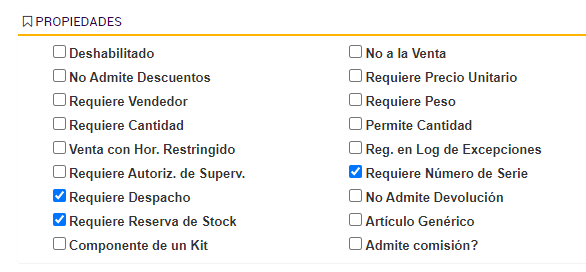 PROPIEDADES
Deshabilitado
No a la Venta
No Admite Descuentos
Requiere Precio Unitario
Requiere Vendedor
Requiere Peso
Requiere Cantidad
Permite Cantidad
Venta con Hor. Restringido
Reg. en Log de Excepciones
Requiere Autoriz. de Superv.
Requiere Número de Serie
Requiere Despacho
No Admite Devolución
Requiere Reserva de Stock
Artículo Genérico
Componente de un Kit
Admite comisión?